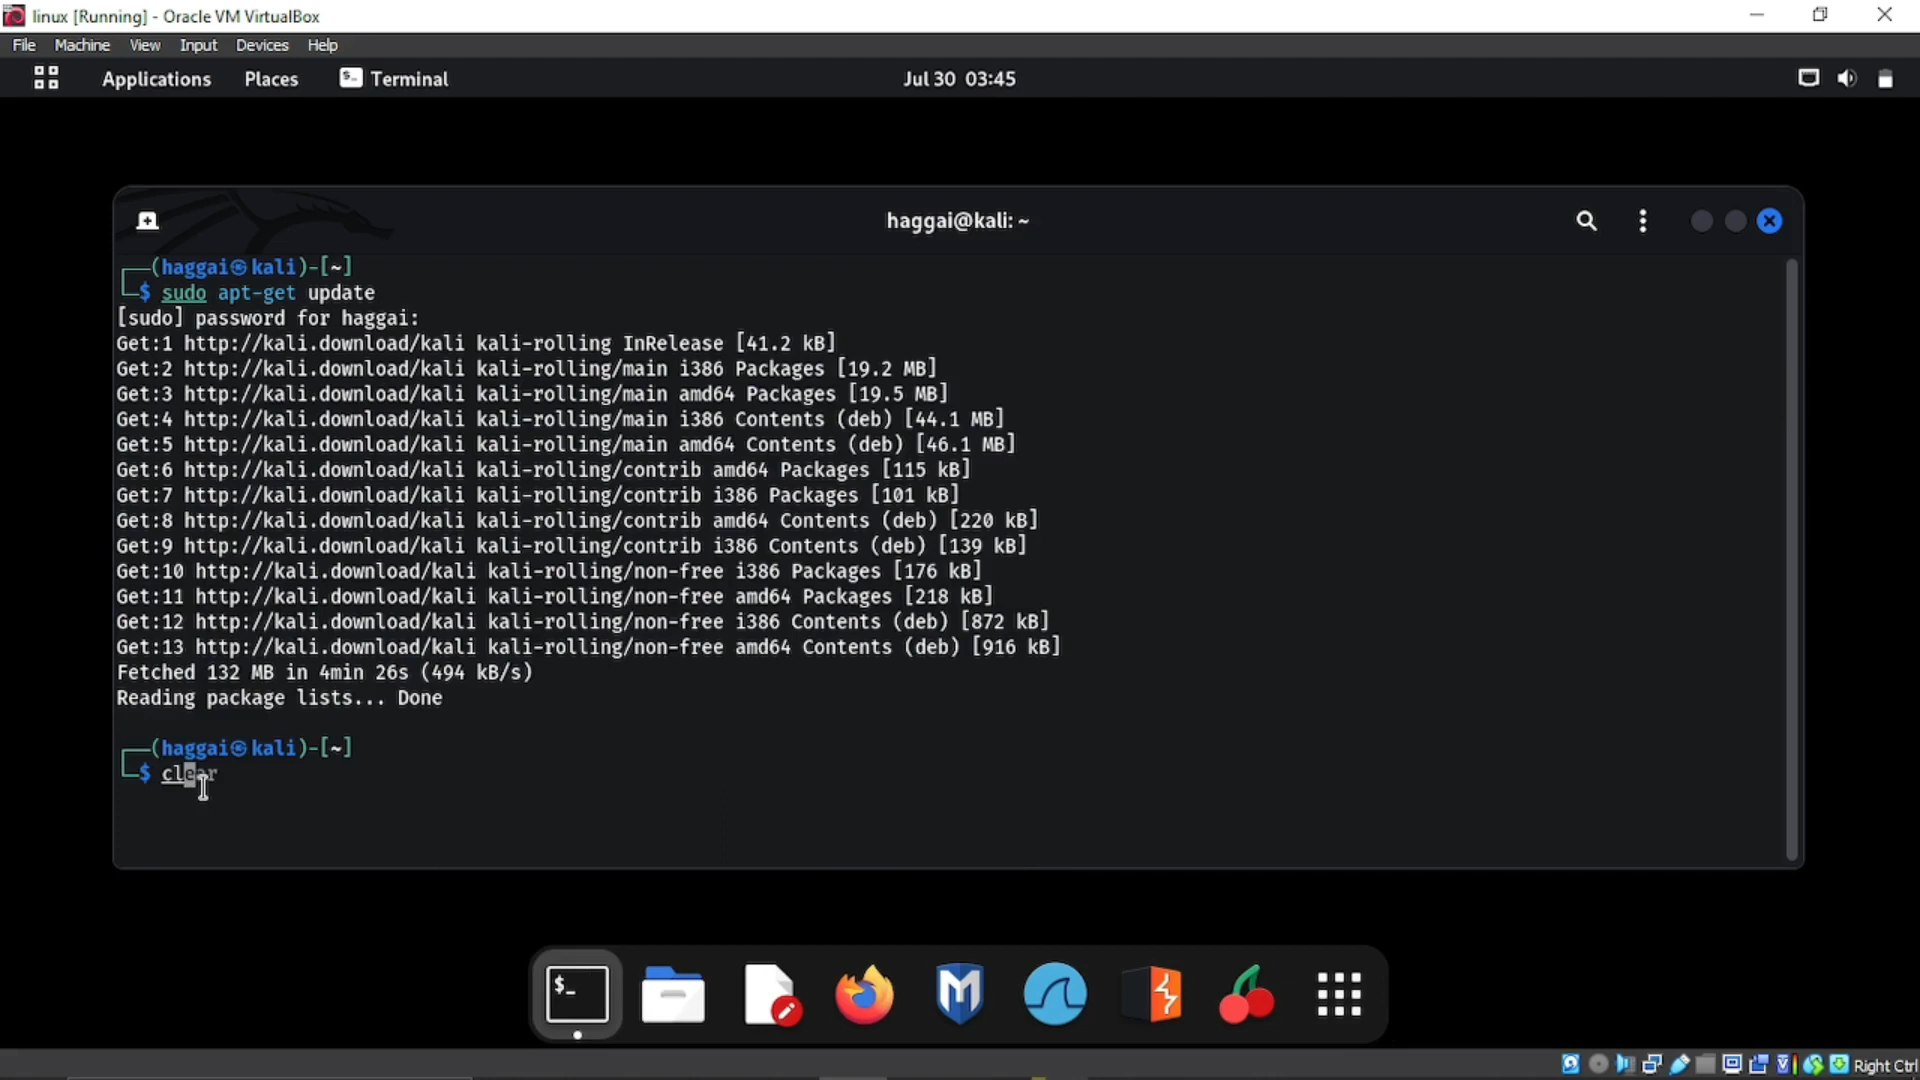 linux [Running] - Oracle VM VirtualBox
File Machine View Input Devices Help
Applications Places Terminal Jul 30 03:45
haggai@kali: ~
┌──(haggai㉿kali)-[~]
└─$ sudo apt-get update
[sudo] password for haggai:
Get:1 http://kali.download/kali kali-rolling InRelease [41.2 kB]
Get:2 http://kali.download/kali kali-rolling/main i386 Packages [19.2 MB]
Get:3 http://kali.download/kali kali-rolling/main amd64 Packages [19.5 MB]
Get:4 http://kali.download/kali kali-rolling/main i386 Contents (deb) [44.1 MB]
Get:5 http://kali.download/kali kali-rolling/main amd64 Contents (deb) [46.1 MB]
Get:6 http://kali.download/kali kali-rolling/contrib amd64 Packages [115 kB]
Get:7 http://kali.download/kali kali-rolling/contrib i386 Packages [101 kB]
Get:8 http://kali.download/kali kali-rolling/contrib amd64 Contents (deb) [220 kB]
Get:9 http://kali.download/kali kali-rolling/contrib i386 Contents (deb) [139 kB]
Get:10 http://kali.download/kali kali-rolling/non-free i386 Packages [176 kB]
Get:11 http://kali.download/kali kali-rolling/non-free amd64 Packages [218 kB]
Get:12 http://kali.download/kali kali-rolling/non-free i386 Contents (deb) [872 kB]
Get:13 http://kali.download/kali kali-rolling/non-free amd64 Contents (deb) [916 kB]
Fetched 132 MB in 4min 26s (494 kB/s)
Reading package lists... Done
┌──(haggai㉿kali)-[~]
└─$ clear
$_
M
Right Ctrl